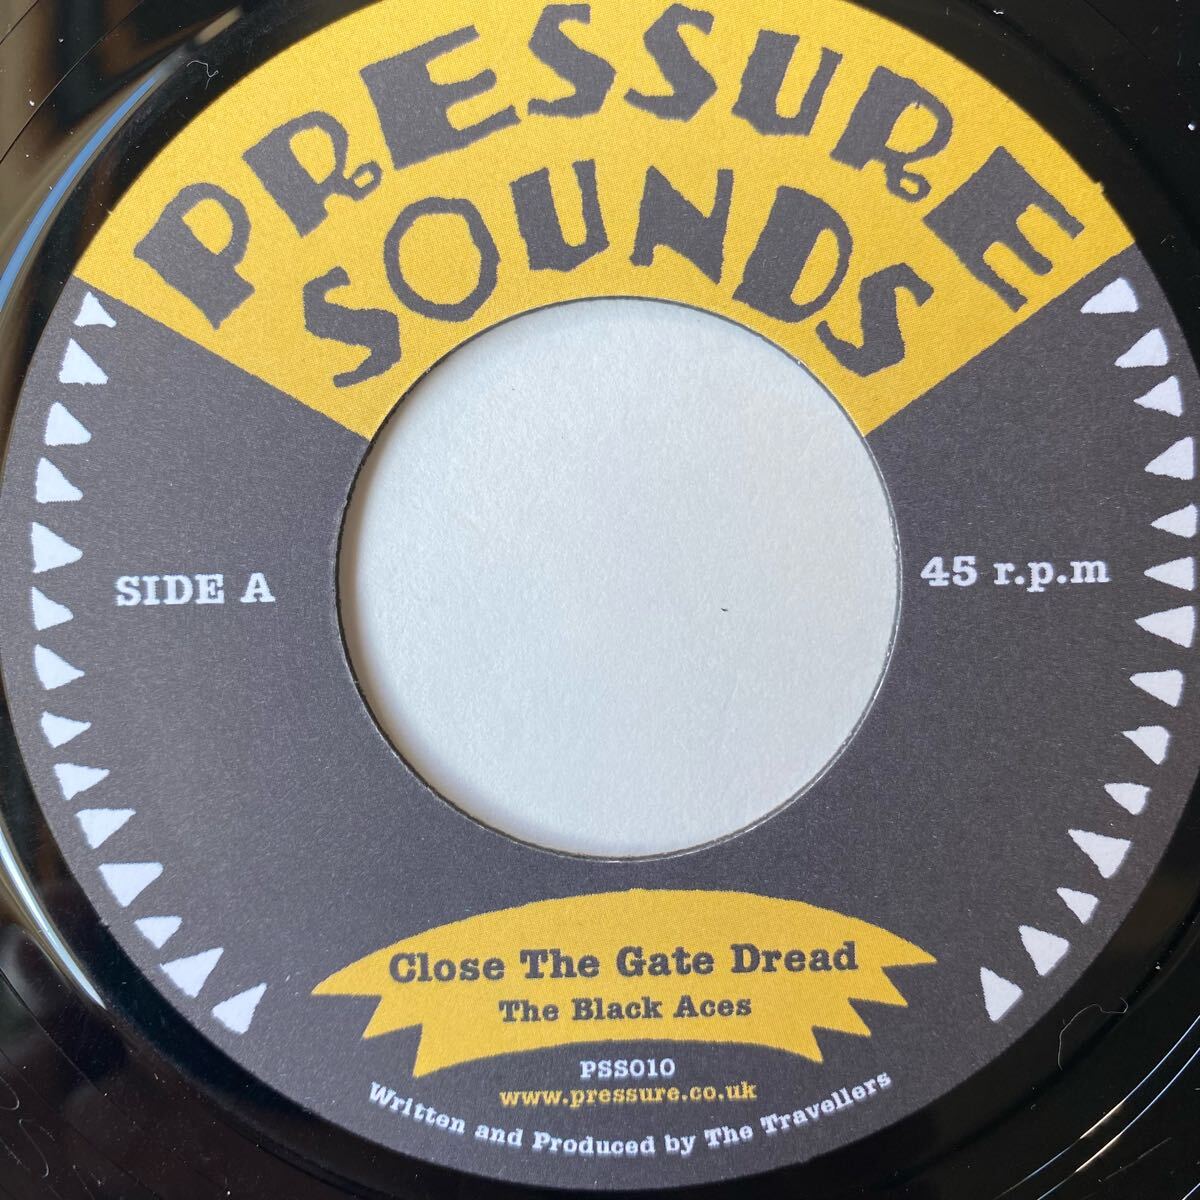 PRESSURE
SOUNDS
SIDE A
45 r.p.m
Close The Gate Dread
The Black Aces
PSS010
www.pressure.co.uk
Written and Produced by The Travellers